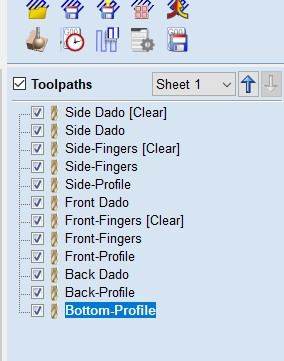 Toolpaths Sheet 1
Side Dado [Clear]
Side Dado
Side-Fingers [Clear]
Side-Fingers
Side-Profile
Front Dado
Front-Fingers [Clear]
Front-Fingers
Front-Profile
Back Dado
Back-Profile
Bottom-Profile